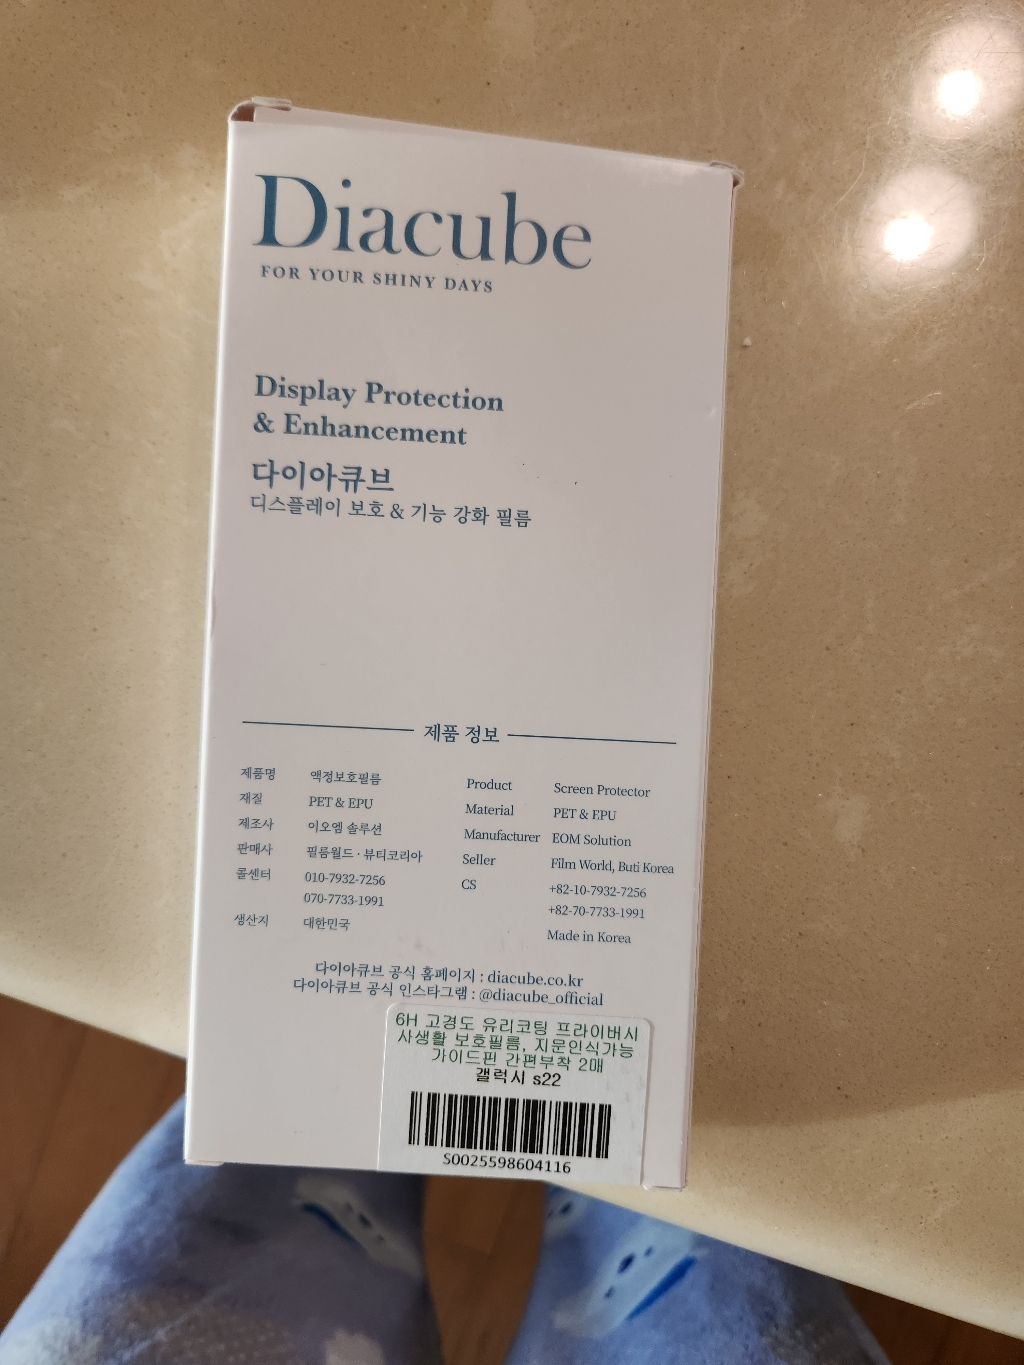 Diacube
FOR YOUR SHINY DAYS
Display Protection
& Enhancement
다이아큐브
디스플레이 보호 & 기능 강화 필름
제품 정보
제품명 액정보호필름
재질 PET & EPU
제조사 이오엠 솔루션
판매사 필름월드 · 뷰티코리아
콜센터 010-7932-7256
070-7733-1991
생산지 대한민국
Product Screen Protector
Material PET & EPU
Manufacturer EOM Solution
Seller Film World, Buti Korea
CS +82-10-7932-7256
+82-70-7733-1991
Made in Korea
다이아큐브 공식 홈페이지 : diacube.co.kr
다이아큐브 공식 인스타그램 : @diacube_official
6H 고경도 유리코팅 프라이버시
사생활 보호필름, 지문인식가능
가이드핀 간편부착 2매
갤럭시 s22
S0025598604116